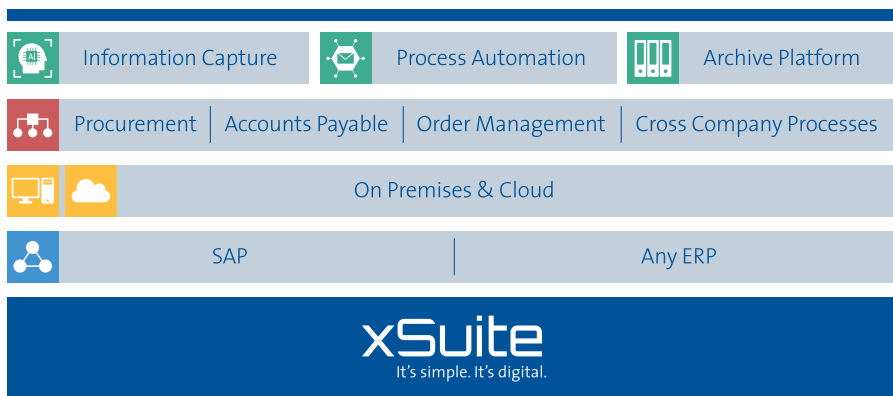 AI
Information Capture
Process Automation
Archive Platform
Procurement
Accounts Payable
Order Management
Cross Company Processes
On Premises & Cloud
SAP
Any ERP
xSuite
It's simple. It's digital.